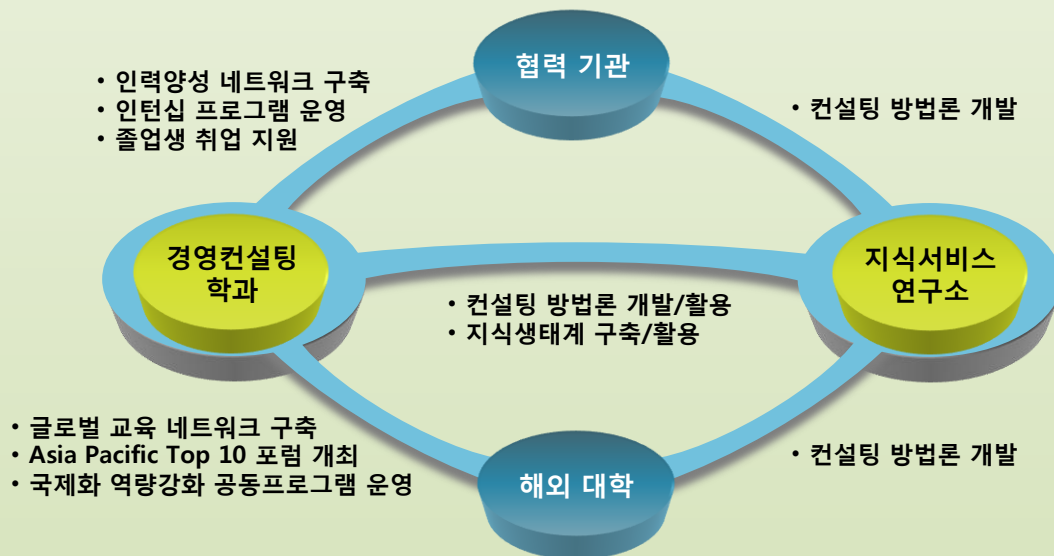 협력 기관
• 인력양성 네트워크 구축
• 인턴십 프로그램 운영
• 졸업생 취업 지원
• 컨설팅 방법론 개발
경영컨설팅
학과
지식서비스
연구소
• 컨설팅 방법론 개발/활용
• 지식생태계 구축/활용
• 글로벌 교육 네트워크 구축
• Asia Pacific Top 10 포럼 개최
• 국제화 역량강화 공동프로그램 운영
해외 대학
• 컨설팅 방법론 개발